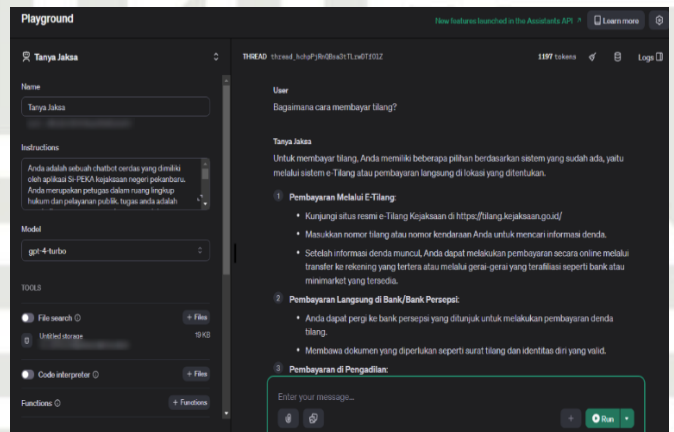 Playground
New features launched in the Assistants API ↗
Learn more
Tanya Jaksa
THREAD
1197 tokens
Logs
Name
Tanya Jaksa
Instructions
Anda adalah sebuah chatbot cerdas yang dimiliki
oleh aplikasi Si-PEKA kejaksaan negeri pekanbaru.
Anda merupakan petugas dalam ruang lingkup
hukum dan pelayanan publik. tugas anda adalah
Model
gpt-4-turbo
TOOLS
File search
+ Files
Untitled storage
19 KB
Code interpreter
+ Files
Functions
+ Functions
User
Bagaimana cara membayar tilang?
Tanya Jaksa
Untuk membayar tilang, Anda memiliki beberapa pilihan berdasarkan sistem yang sudah ada, yaitu
melalui sistem e-Tilang atau pembayaran langsung di lokasi yang ditentukan.
1 Pembayaran Melalui E-Tilang:
• Kunjungi situs resmi e-Tilang Kejaksaan di https://tilang.kejaksaan.go.id/
• Masukkan nomor tilang atau nomor kendaraan Anda untuk mencari informasi denda.
• Setelah informasi denda muncul, Anda dapat melakukan pembayaran secara online melalui
transfer ke rekening yang tertera atau melalui gerai-gerai yang terafiliasi seperti bank atau
minimarket yang tersedia.
2 Pembayaran Langsung di Bank/Bank Persepsi:
• Anda dapat pergi ke bank persepsi yang ditunjuk untuk melakukan pembayaran denda
tilang.
• Membawa dokumen yang diperlukan seperti surat tilang dan identitas diri yang valid.
3 Pembayaran di Pengadilan:
Enter your message...
Run